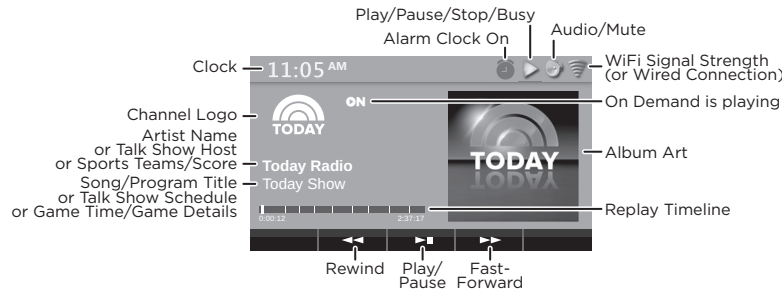 Play/Pause/Stop/Busy
Alarm Clock On
Audio/Mute
Clock
11:05 AM
WiFi Signal Strength
(or Wired Connection)
ON
On Demand is playing
Channel Logo
TODAY
Artist Name
or Talk Show Host
or Sports Teams/Score
Today Radio
TODAY
Album Art
Song/Program Title
or Talk Show Schedule
or Game Time/Game Details
Today Show
0:00:12
2:37:17
Replay Timeline
Rewind
Play/
Pause
Fast-
Forward